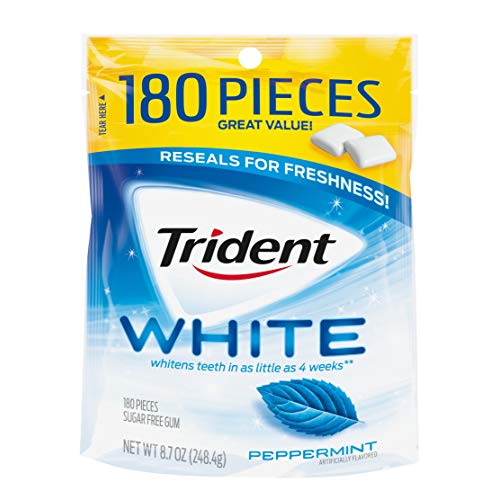 TEAR HERE
180 PIECES
GREAT VALUE!
RESEALS FOR FRESHNESS!
Trident
WHITE
whitens teeth in as little as 4 weeks**
180 PIECES
SUGAR FREE GUM
NET WT 8.7 OZ (248.4g)
PEPPERMINT
ARTIFICIALLY FLAVORED